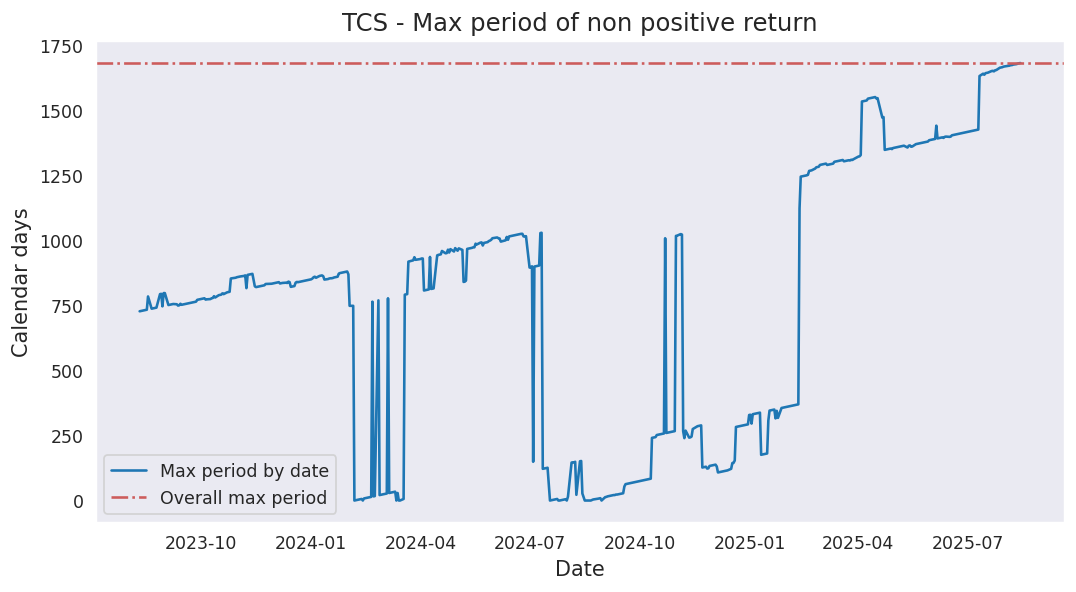 TCS - Max period of non positive return
Calendar days
1750
1500
1250
1000
750
500
250
0
Max period by date
Overall max period
2023-10 2024-01 2024-04 2024-07 2024-10 2025-01 2025-04 2025-07
Date